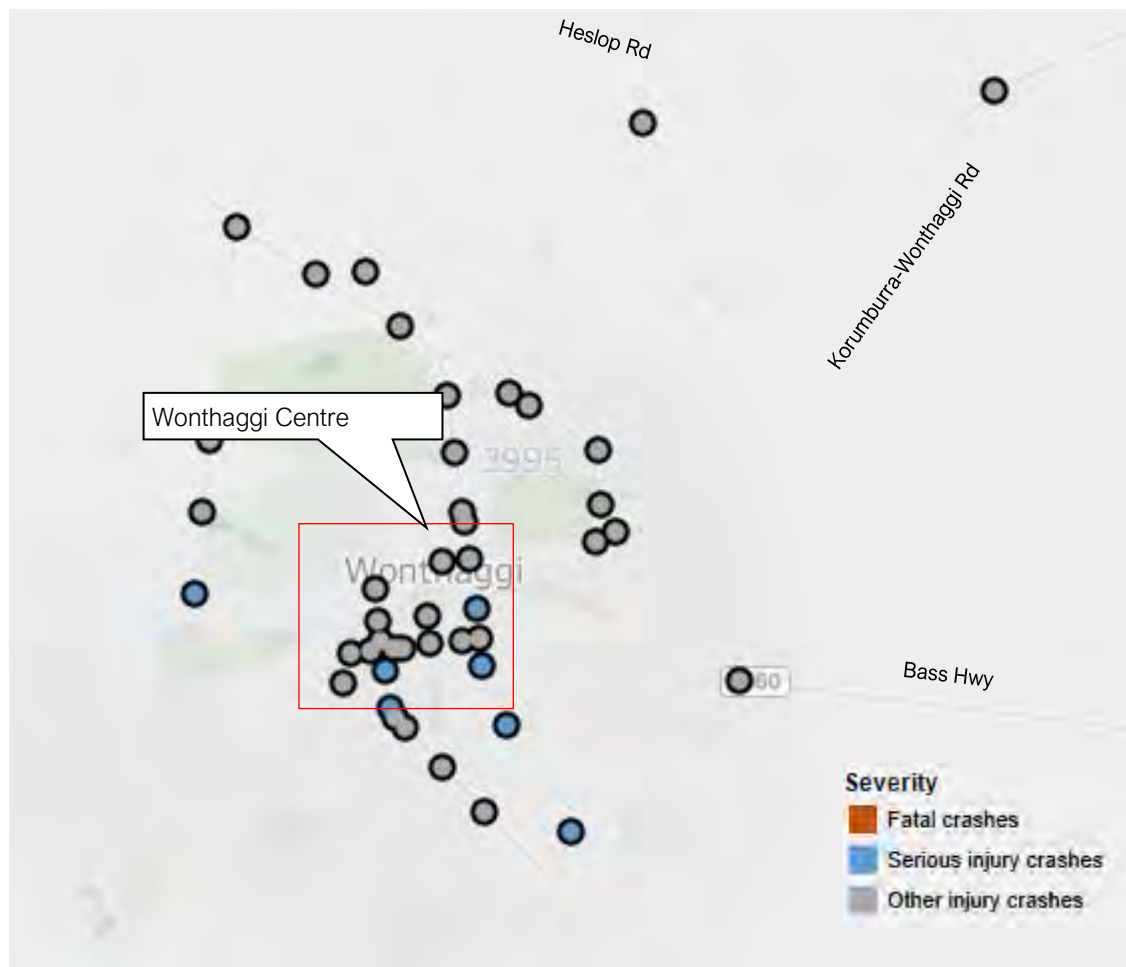 Heslop Rd
Korumburra-Wonthaggi Rd
Wonthaggi Centre
3995
Wonthaggi
60
Bass Hwy
Severity
Fatal crashes
Serious injury crashes
Other injury crashes